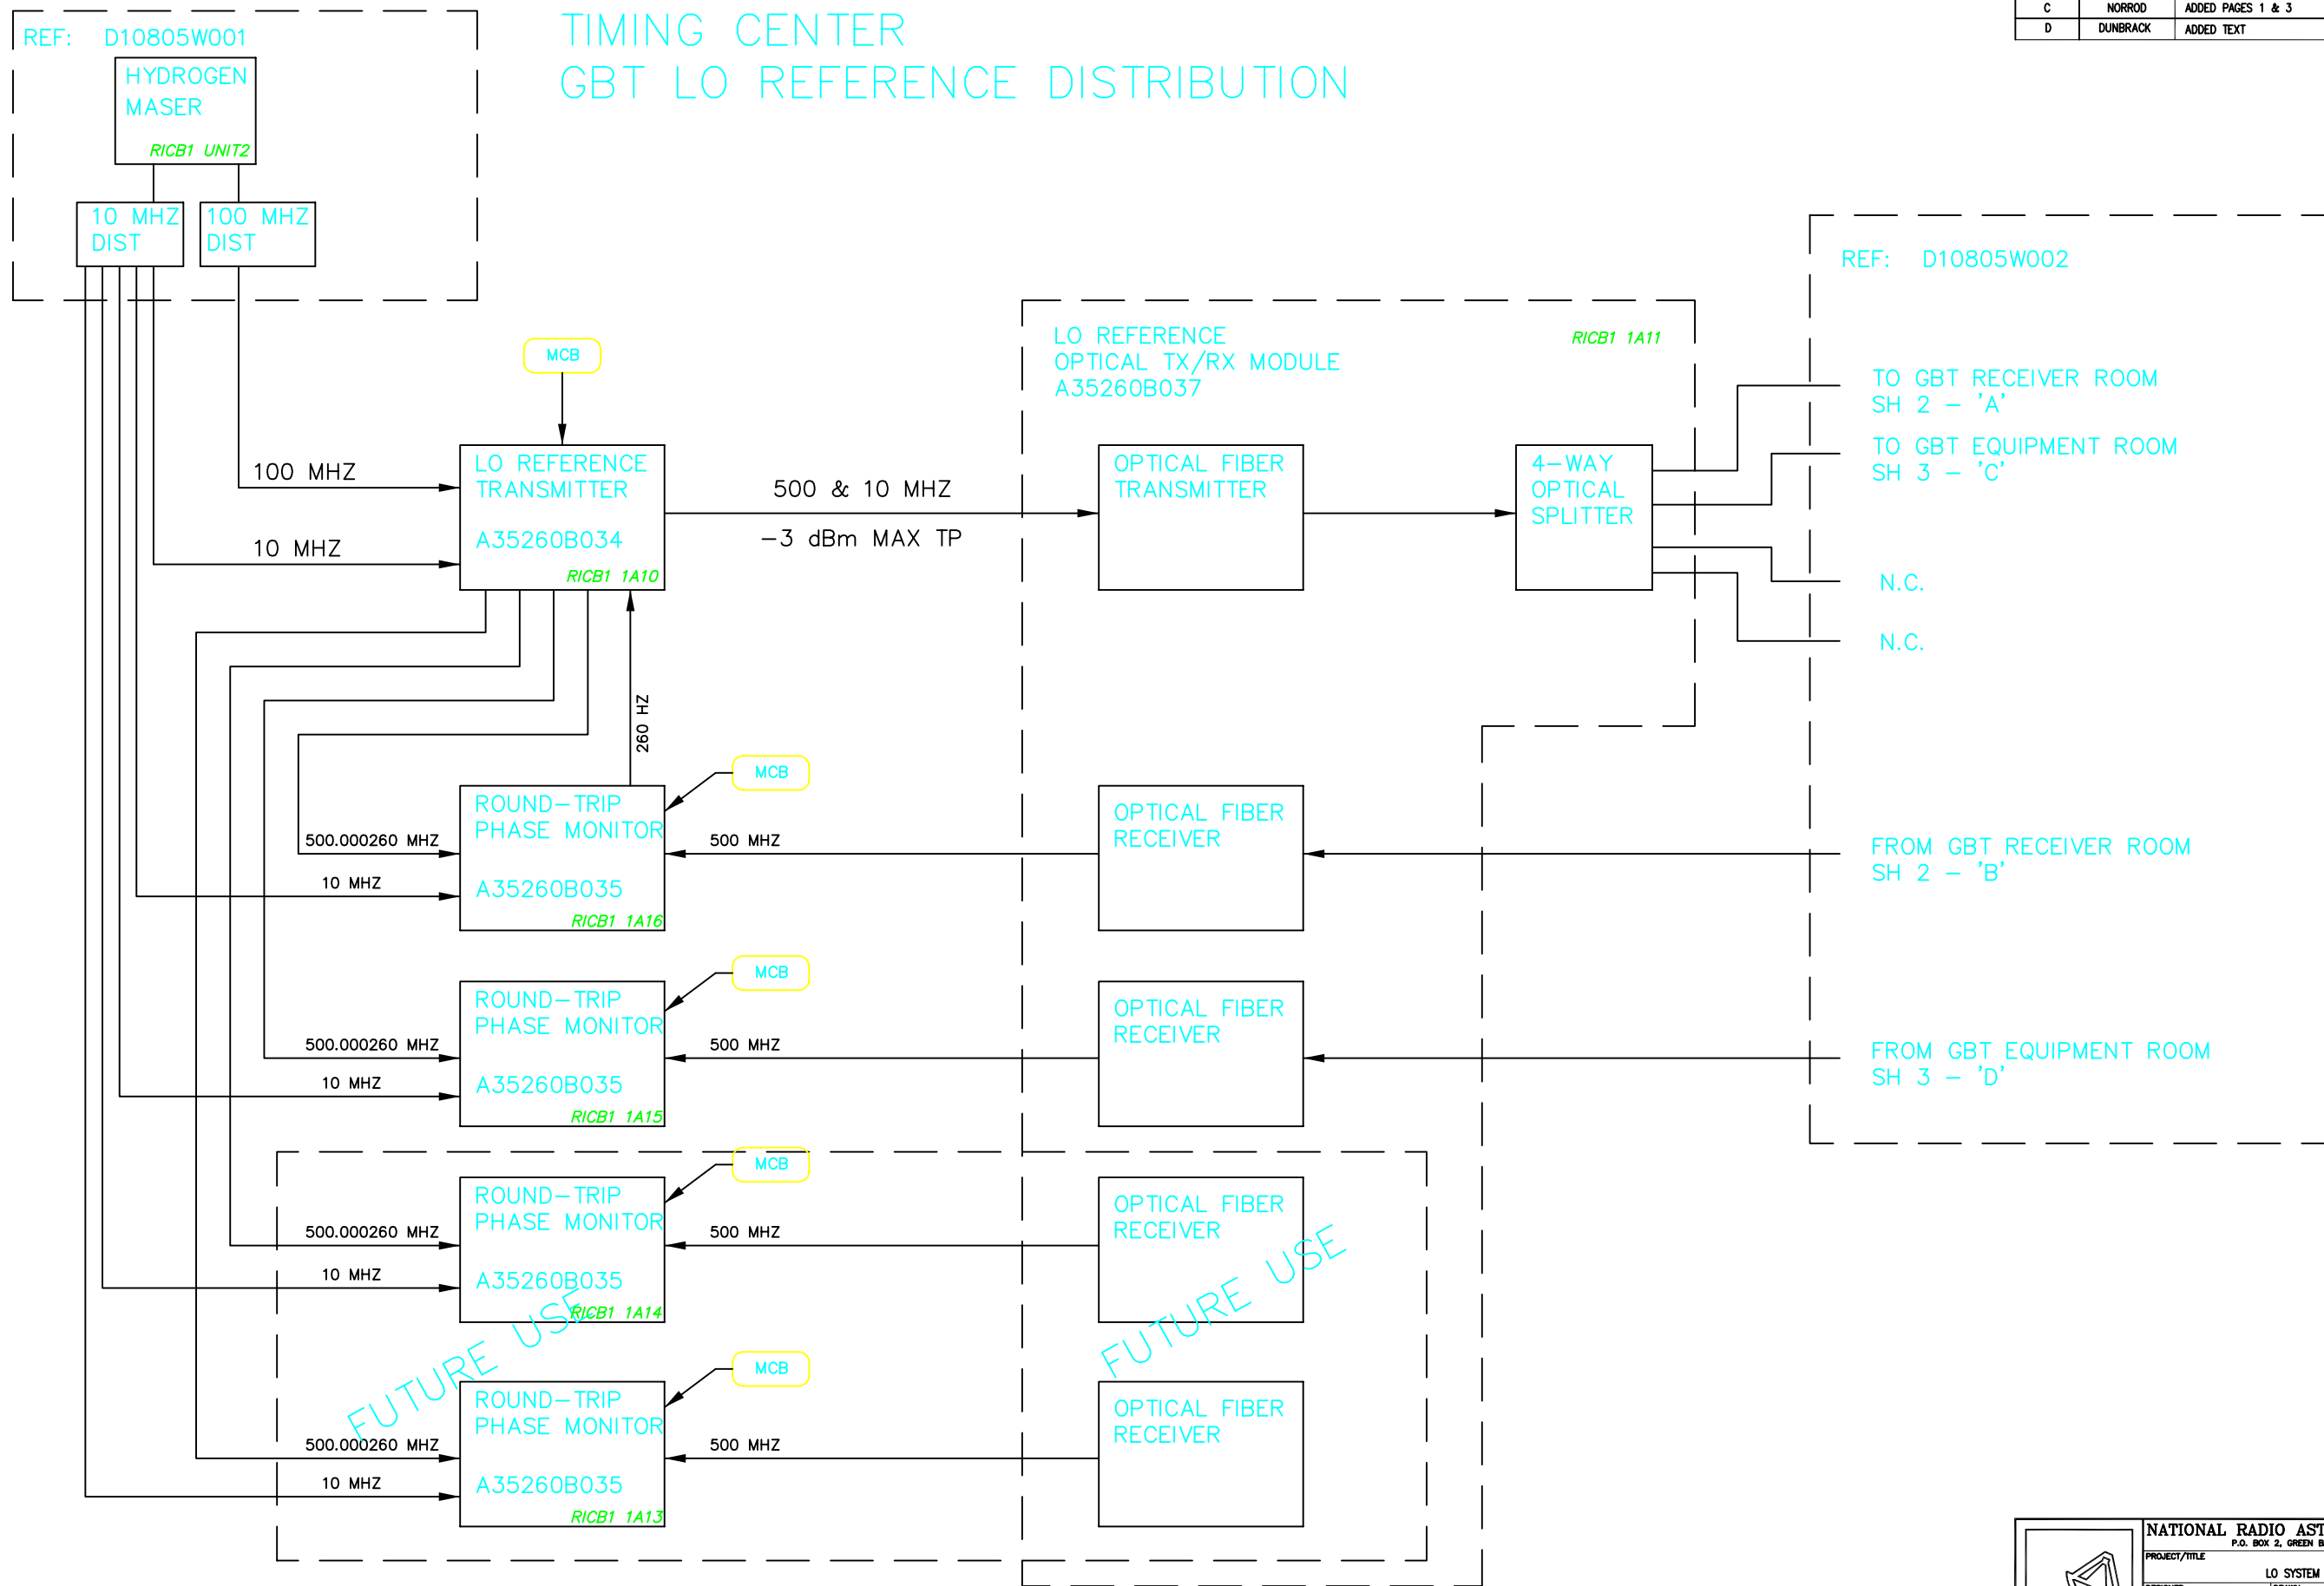 TIMING CENTER
GBT LO REFERENCE DISTRIBUTION
C NORROD ADDED PAGES 1 & 3
D DUNBRACK ADDED TEXT
REF: D10805W001
HYDROGEN
MASER
RICB1 UNIT2
10 MHZ
DIST
100 MHZ
DIST
REF: D10805W002
LO REFERENCE
OPTICAL TX/RX MODULE
A35260B037
RICB1 1A11
MCB
100 MHZ
10 MHZ
LO REFERENCE
TRANSMITTER
A35260B034
RICB1 1A10
500 & 10 MHZ
-3 dBm MAX TP
OPTICAL FIBER
TRANSMITTER
4-WAY
OPTICAL
SPLITTER
TO GBT RECEIVER ROOM
SH 2 - 'A'
TO GBT EQUIPMENT ROOM
SH 3 - 'C'
N.C.
N.C.
260 HZ
MCB
500.000260 MHZ
10 MHZ
ROUND-TRIP
PHASE MONITOR
A35260B035
RICB1 1A16
500 MHZ
OPTICAL FIBER
RECEIVER
FROM GBT RECEIVER ROOM
SH 2 - 'B'
MCB
500.000260 MHZ
10 MHZ
ROUND-TRIP
PHASE MONITOR
A35260B035
RICB1 1A15
500 MHZ
OPTICAL FIBER
RECEIVER
FROM GBT EQUIPMENT ROOM
SH 3 - 'D'
MCB
500.000260 MHZ
10 MHZ
ROUND-TRIP
PHASE MONITOR
A35260B035
RICB1 1A14
500 MHZ
OPTICAL FIBER
RECEIVER
FUTURE USE
FUTURE USE
MCB
500.000260 MHZ
10 MHZ
ROUND-TRIP
PHASE MONITOR
A35260B035
RICB1 1A13
500 MHZ
OPTICAL FIBER
RECEIVER
NATIONAL RADIO AST
P.O. BOX 2, GREEN B
PROJECT/TITLE
LO SYSTEM